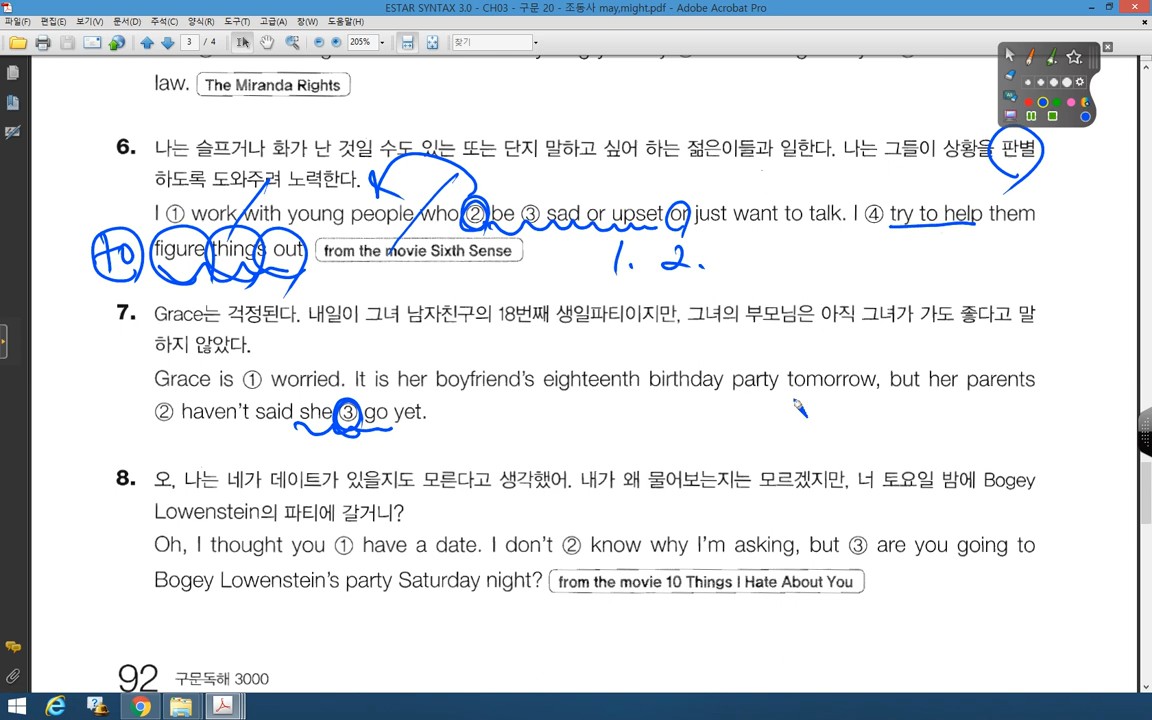 ESTAR SYNTAX 3.0 - CH03 - 구문 20 - 조동사 may,might.pdf - Adobe Acrobat Pro
파일(F) 편집(E) 보기(V) 문서(D) 주석(C) 양식(R) 도구(T) 고급(A) 창(W) 도움말(H)
3 / 4 205% 찾기
law. The Miranda Rights
6. 나는 슬프거나 화가 난 것일 수도 있는 또는 단지 말하고 싶어 하는 젊은이들과 일한다. 나는 그들이 상황을 판별
하도록 도와주려 노력한다.
I ① work with young people who ② be ③ sad or upset or just want to talk. I ④ try to help them
to figure things out from the movie Sixth Sense 1. 2.
7. Grace는 걱정된다. 내일이 그녀 남자친구의 18번째 생일파티이지만, 그녀의 부모님은 아직 그녀가 가도 좋다고 말
하지 않았다.
Grace is ① worried. It is her boyfriend's eighteenth birthday party tomorrow, but her parents
② haven't said she ③ go yet.
8. 오, 나는 네가 데이트가 있을지도 모른다고 생각했어. 내가 왜 물어보는지는 모르겠지만, 너 토요일 밤에 Bogey
Lowenstein의 파티에 갈거니?
Oh, I thought you ① have a date. I don't ② know why I'm asking, but ③ are you going to
Bogey Lowenstein's party Saturday night? from the movie 10 Things I Hate About You
92 구문독해 3000